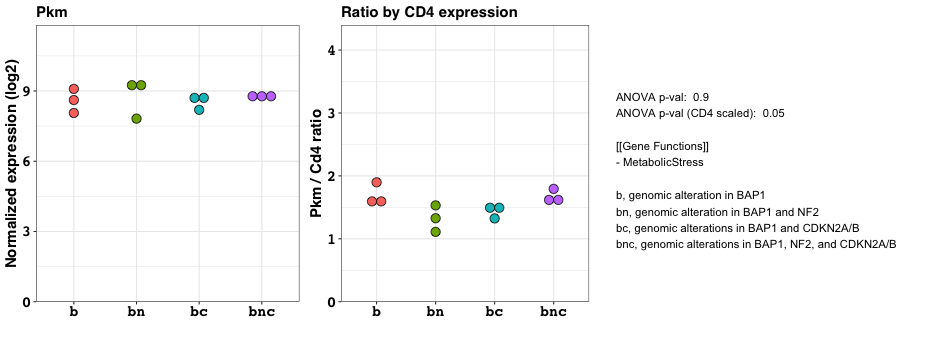 Pkm
Normalized expression (log2)
9
6
3
0
b
bn
bc
bnc
Ratio by CD4 expression
Pkm / Cd4 ratio
4
3
2
1
0
b
bn
bc
bnc
ANOVA p-val: 0.9
ANOVA p-val (CD4 scaled): 0.05
[[Gene Functions]]
- MetabolicStress
b, genomic alteration in BAP1
bn, genomic alteration in BAP1 and NF2
bc, genomic alterations in BAP1 and CDKN2A/B
bnc, genomic alterations in BAP1, NF2, and CDKN2A/B